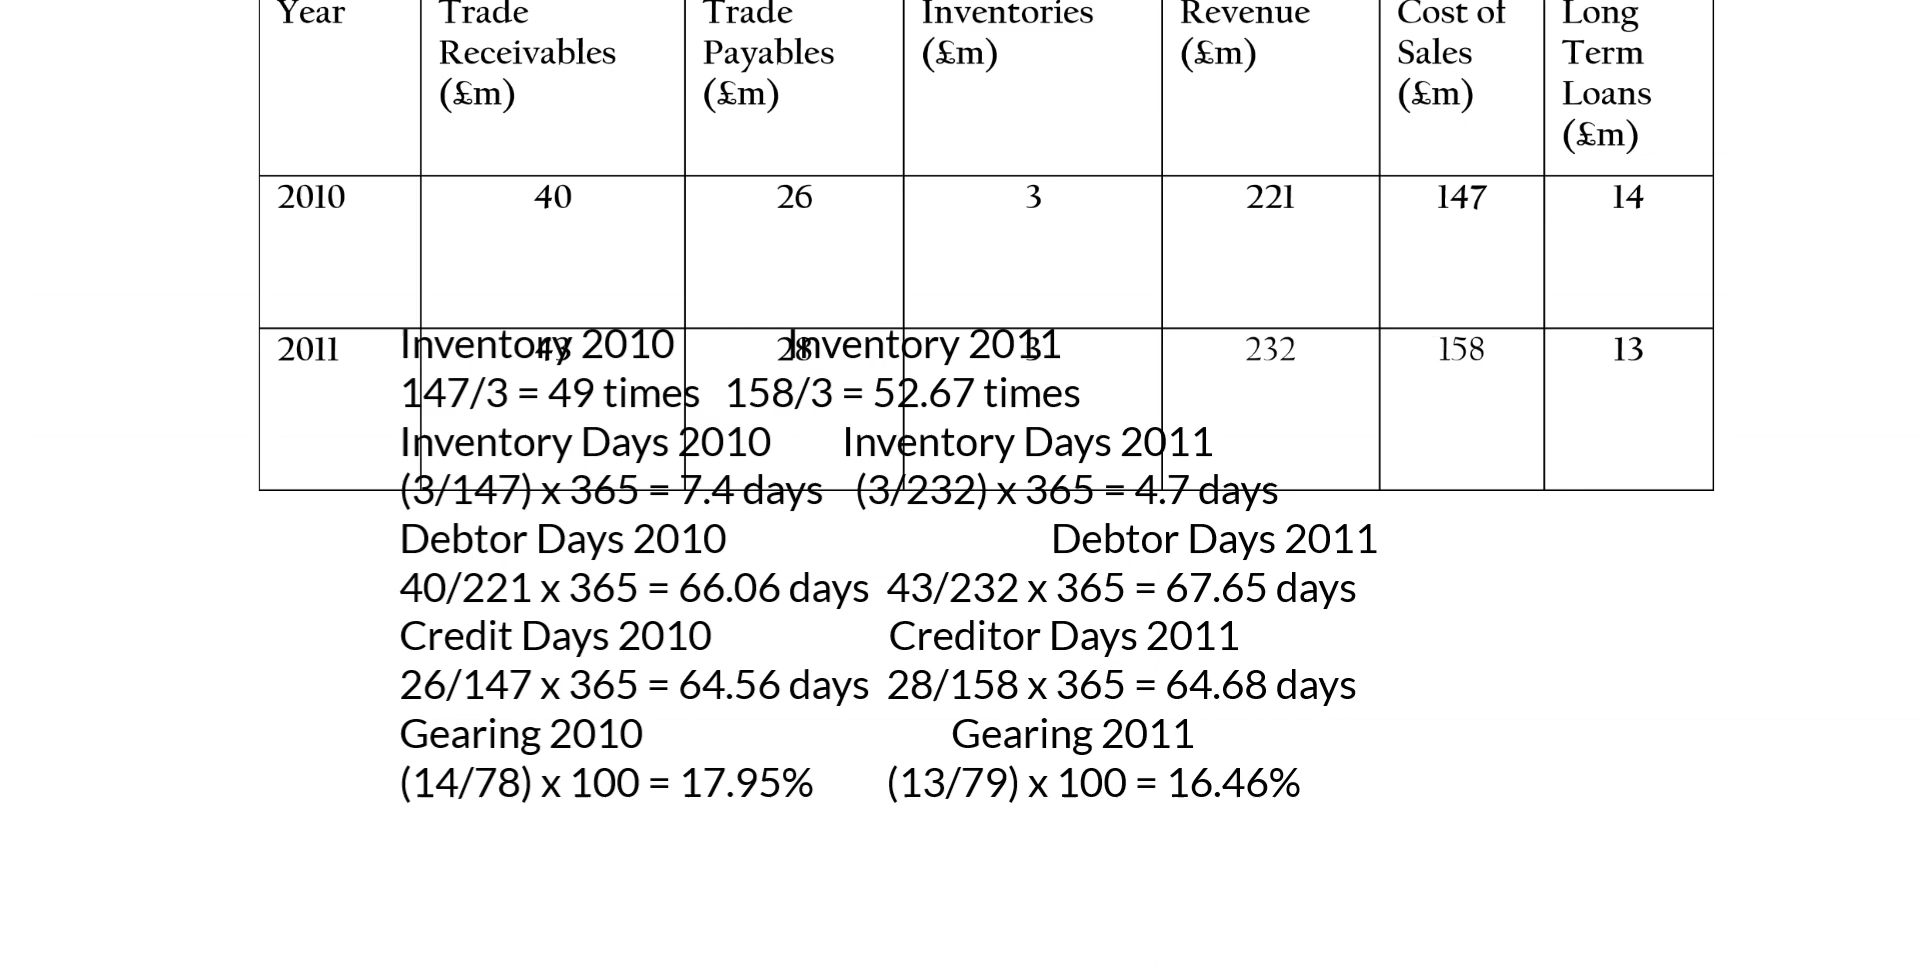 Year Trade Trade Inventories Revenue Cost of Long
Receivables Payables (£m) (£m) Sales Term
(£m) (£m) (£m) Loans
(£m)
2010 40 26 3 221 147 14
2011 43 28 3 232 158 13
Inventory 2010 Inventory 2011
147/3 = 49 times 158/3 = 52.67 times
Inventory Days 2010 Inventory Days 2011
(3/147) x 365 = 7.4 days (3/232) x 365 = 4.7 days
Debtor Days 2010 Debtor Days 2011
40/221 x 365 = 66.06 days 43/232 x 365 = 67.65 days
Credit Days 2010 Creditor Days 2011
26/147 x 365 = 64.56 days 28/158 x 365 = 64.68 days
Gearing 2010 Gearing 2011
(14/78) x 100 = 17.95% (13/79) x 100 = 16.46%